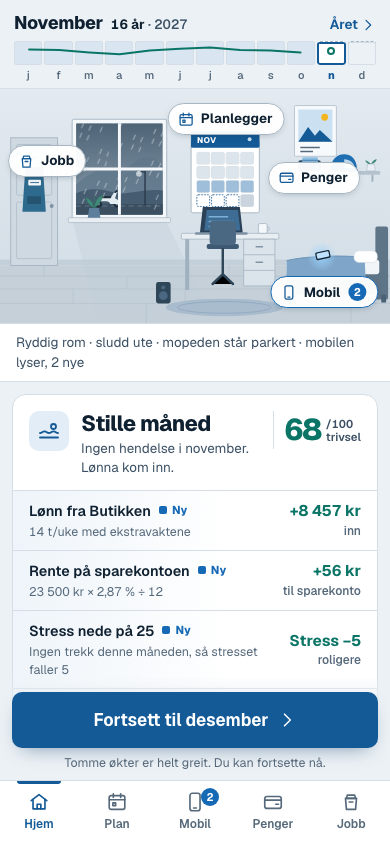 November 16 år · 2027
Året
j f m a m j j a s o n d
Planlegger
NOV
Jobb
Penger
Mobil 2
Ryddig rom · sludd ute · mopeden står parkert · mobilen
lyser, 2 nye
Stille måned
Ingen hendelse i november.
Lønna kom inn.
68 /100
trivsel
Lønn fra Butikken Ny
+8 457 kr
14 t/uke med ekstravaktene
inn
Rente på sparekontoen Ny
+56 kr
23 500 kr × 2,87 % ÷ 12
til sparekonto
Stress nede på 25 Ny
Stress −5
Ingen trekk denne måneden, så stresset
faller 5
roligere
Fortsett til desember
Tomme økter er helt greit. Du kan fortsette nå.
2
Hjem Plan Mobil Penger Jobb